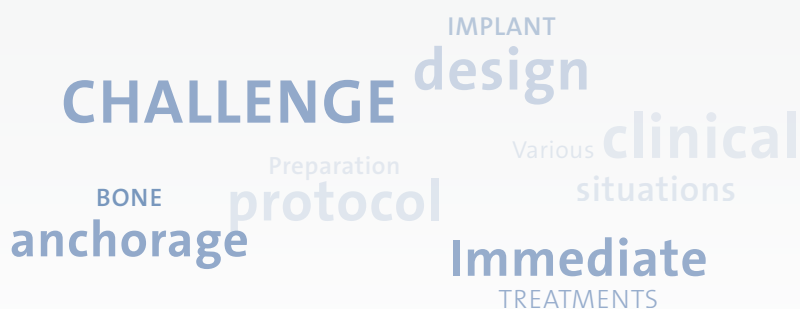 IMPLANT
design
CHALLENGE
Various clinical
situations
Preparation
protocol
BONE
anchorage
Immediate
TREATMENTS